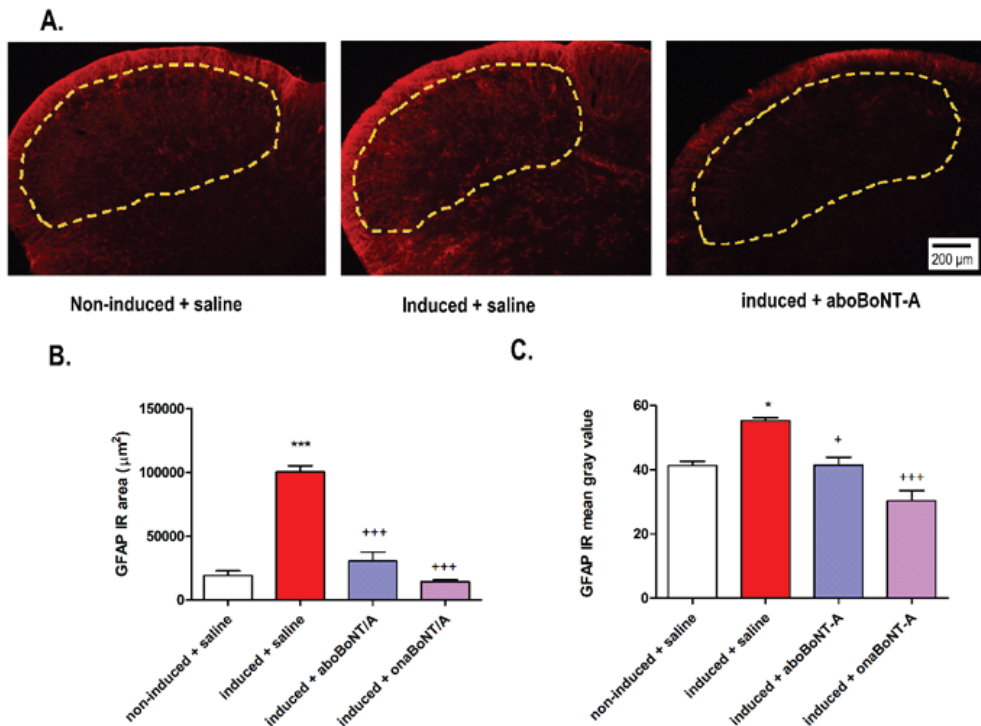 A.
200 µm
Non-induced + saline
Induced + saline
induced + aboBoNT-A
B.
GFAP IR area (µm²)
150000
100000
50000
0
***
+++
+++
non-induced + saline
induced + saline
induced + aboBoNT/A
induced + onaBoNT/A
C.
GFAP IR mean gray value
60
40
20
0
*
+
+++
non-induced + saline
induced + saline
induced + aboBoNT-A
induced + onaBoNT-A